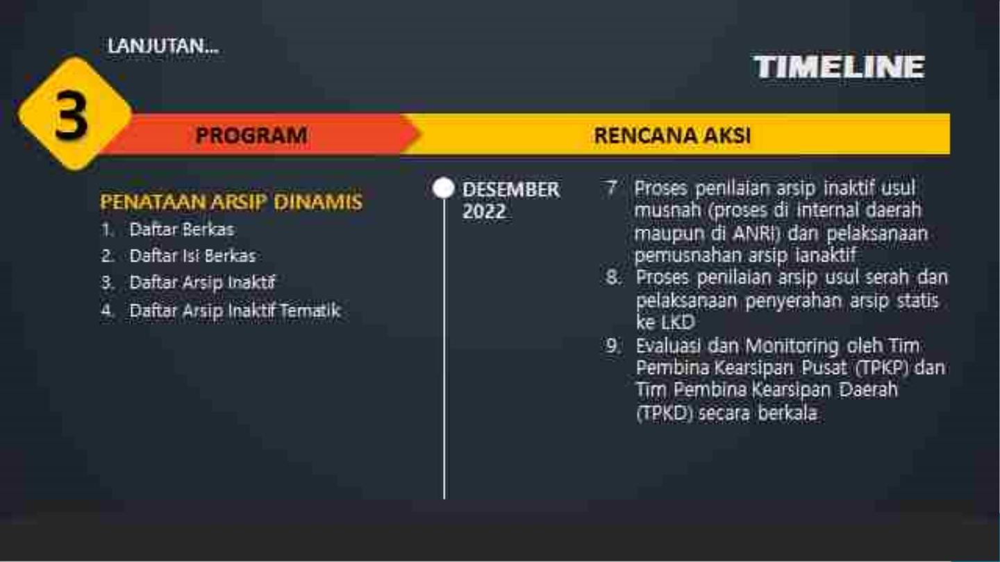 LANJUTAN...
TIMELINE
3
PROGRAM
RENCANA AKSI
PENATAAN ARSIP DINAMIS
1. Daftar Berkas
2. Daftar Isi Berkas
3. Daftar Arsip Inaktif
4. Daftar Arsip Inaktif Tematik
DESEMBER
2022
7 Proses penilaian arsip inaktif usul
musnah (proses di internal daerah
maupun di ANRI) dan pelaksanaan
pemusnahan arsip ianaktif
8. Proses penilaian arsip usul serah dan
pelaksanaan penyerahan arsip statis
ke LKD
9. Evaluasi dan Monitoring oleh Tim
Pembina Kearsipan Pusat (TPKP) dan
Tim Pembina Kearsipan Daerah
(TPKD) secara berkala